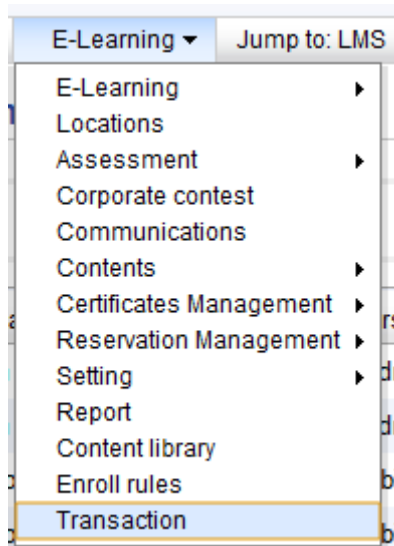 E-Learning Jump to: LMS
E-Learning
Locations
Assessment
Corporate contest
Communications
Contents
Certificates Management
Reservation Management
Setting
Report
Content library
Enroll rules
Transaction